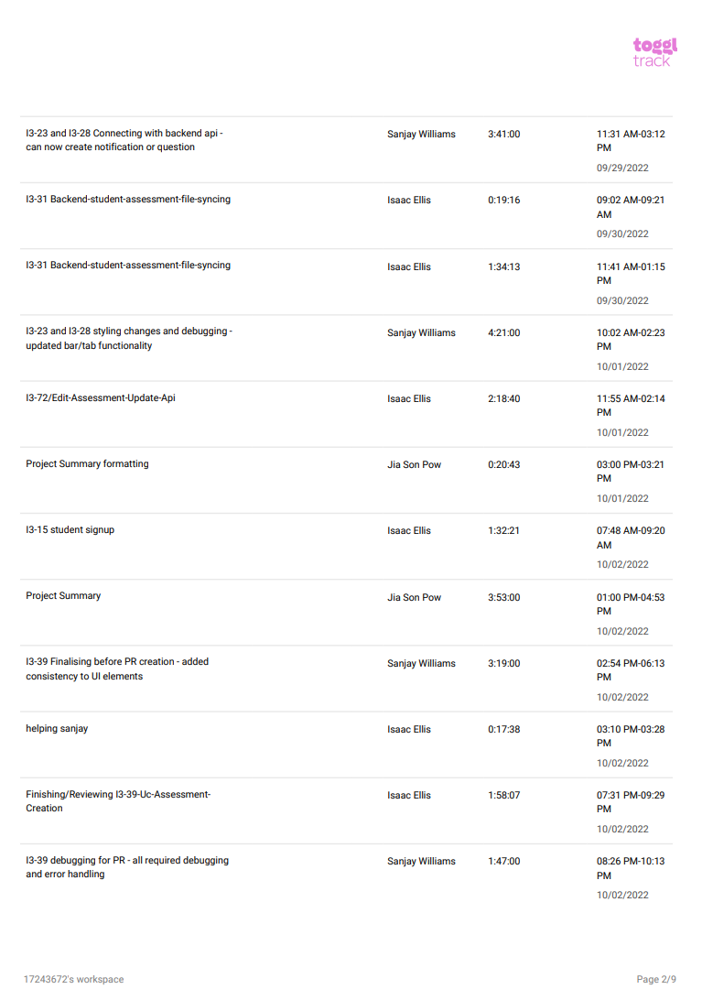 toggl
track
I3-23 and I3-28 Connecting with backend api -
can now create notification or question
Sanjay Williams
3:41:00
11:31 AM-03:12
PM
09/29/2022
I3-31 Backend-student-assessment-file-syncing
Isaac Ellis
0:19:16
09:02 AM-09:21
AM
09/30/2022
I3-31 Backend-student-assessment-file-syncing
Isaac Ellis
1:34:13
11:41 AM-01:15
PM
09/30/2022
I3-23 and I3-28 styling changes and debugging -
updated bar/tab functionality
Sanjay Williams
4:21:00
10:02 AM-02:23
PM
10/01/2022
I3-72/Edit-Assessment-Update-Api
Isaac Ellis
2:18:40
11:55 AM-02:14
PM
10/01/2022
Project Summary formatting
Jia Son Pow
0:20:43
03:00 PM-03:21
PM
10/01/2022
I3-15 student signup
Isaac Ellis
1:32:21
07:48 AM-09:20
AM
10/02/2022
Project Summary
Jia Son Pow
3:53:00
01:00 PM-04:53
PM
10/02/2022
I3-39 Finalising before PR creation - added
consistency to UI elements
Sanjay Williams
3:19:00
02:54 PM-06:13
PM
10/02/2022
helping sanjay
Isaac Ellis
0:17:38
03:10 PM-03:28
PM
10/02/2022
Finishing/Reviewing I3-39-Uc-Assessment-
Creation
Isaac Ellis
1:58:07
07:31 PM-09:29
PM
10/02/2022
I3-39 debugging for PR - all required debugging
and error handling
Sanjay Williams
1:47:00
08:26 PM-10:13
PM
10/02/2022
17243672's workspace
Page 2/9